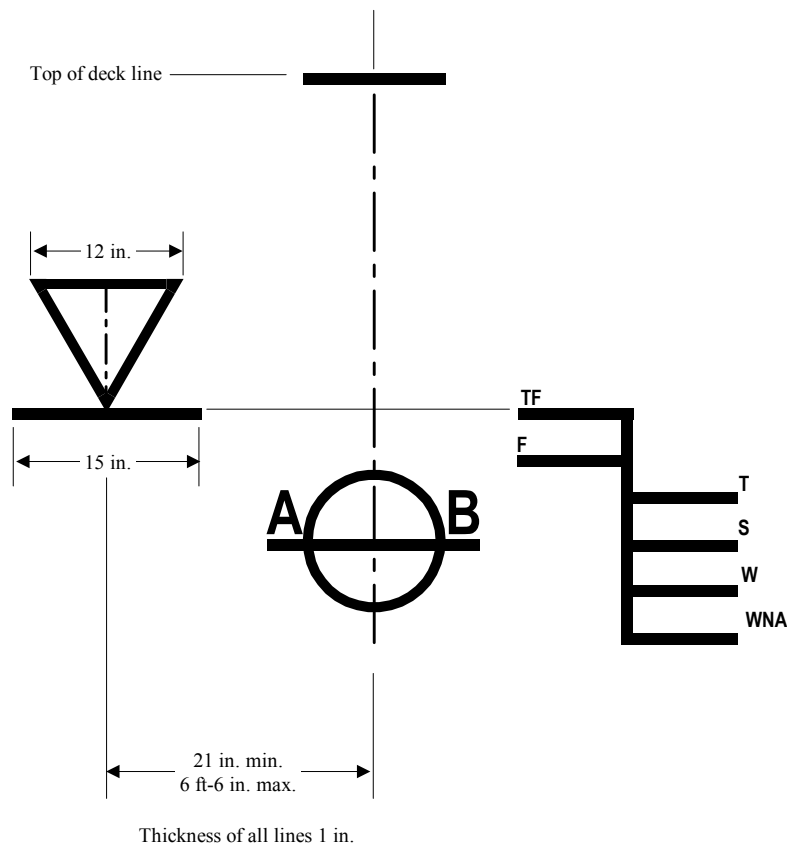 Top of deck line
12 in.
TF
F
15 in.
T
A B
S
W
WNA
21 in. min.
6 ft-6 in. max.
Thickness of all lines 1 in.